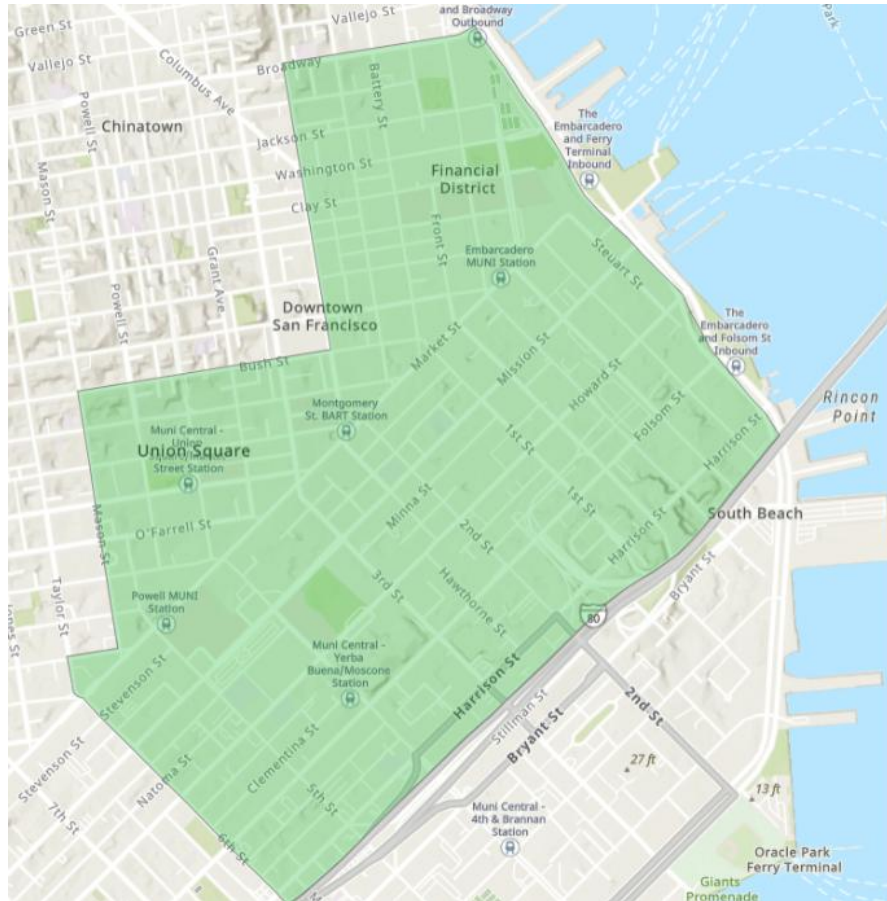 Green St
Vallejo St
and Broadway
Outbound
Park
Vallejo St
Broadway
Columbus Ave
Battery St
Powell St
Chinatown
Jackson St
The
Embarcadero
and Ferry
Terminal
Inbound
Mason St
Washington St
Financial
District
Clay St
Front St
Grant Ave
Steuart St
Embarcadero
MUNI Station
Powell St
Downtown
San Francisco
The
Embarcadero
and Folsom St
Inbound
Market St
Mission St
Bush St
Howard St
Rincon
Point
Folsom St
Montgomery
St. BART Station
Muni Central -
Union
Street Station
Union Square
1st St
Harrison St
Mason St
O'Farrell St
Minna St
1st St
2nd St
Harrison St
South Beach
Bryant St
Taylor St
Jones St
3rd St
Hawthorne St
Powell MUNI
Station
80
Muni Central -
Yerba
Buena/Moscone
Station
Harrison St
Stevenson St
Stillman St
2nd St
Bryant St
Stevenson St
Clementina St
Natoma St
5th St
27 ft
13 ft
7th St
6th St
Muni Central -
4th & Brannan
Station
Oracle Park
Ferry Terminal
Giants
Promenade